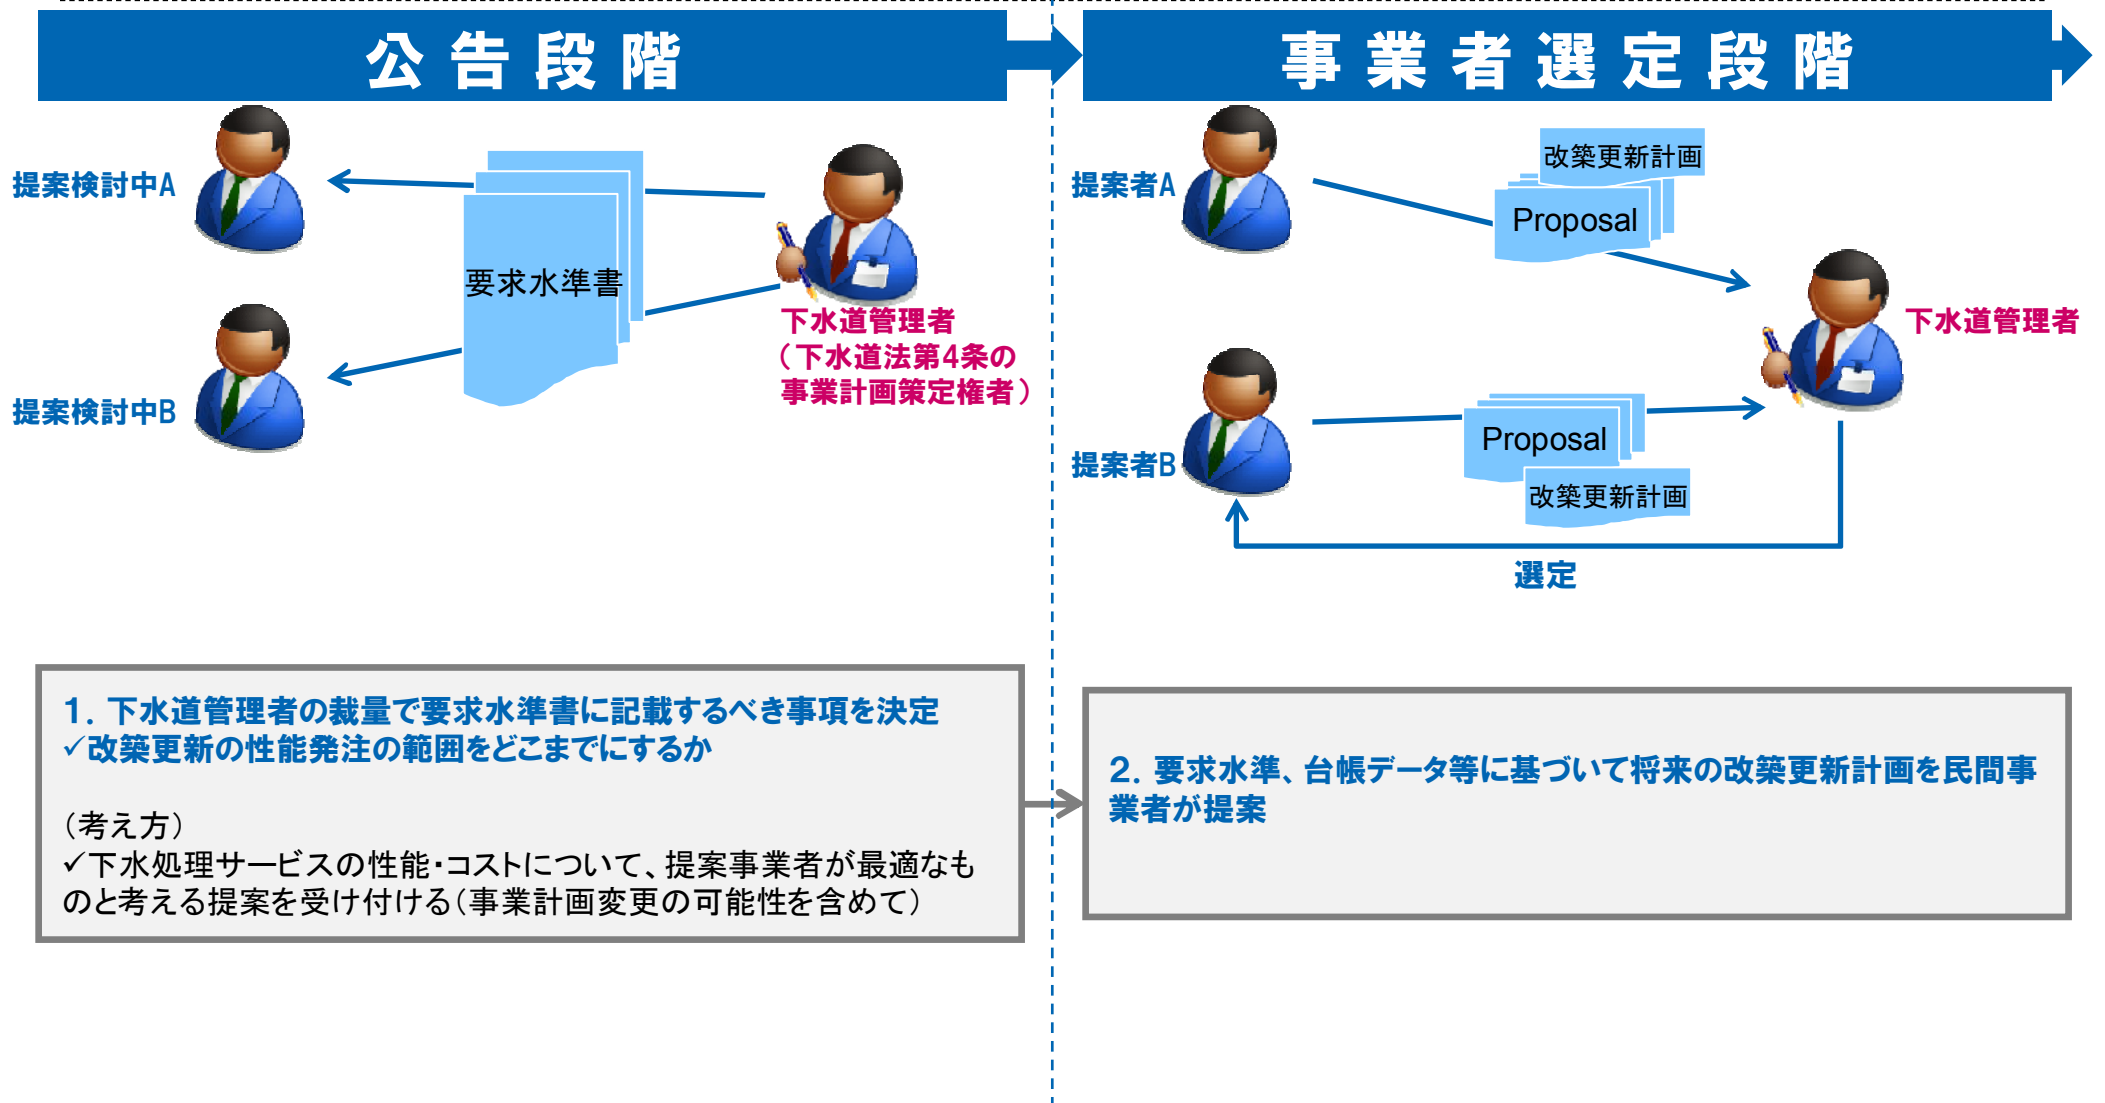 公告段階
事業者選定段階
提案検討中A
要求水準書
下水道管理者
（下水道法第4条の
事業計画策定権者）
提案検討中B
提案者A
改築更新計画
Proposal
下水道管理者
提案者B
Proposal
改築更新計画
選定
１．下水道管理者の裁量で要求水準書に記載するべき事項を決定
✓改築更新の性能発注の範囲をどこまでにするか
（考え方）
✓下水処理サービスの性能・コストについて、提案事業者が最適なも
のと考える提案を受け付ける（事業計画変更の可能性を含めて）
２．要求水準、台帳データ等に基づいて将来の改築更新計画を民間事
業者が提案